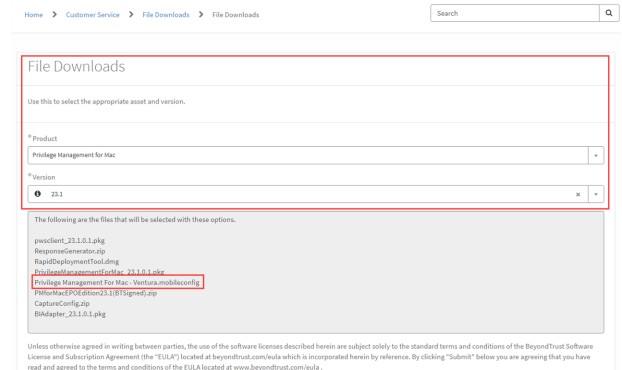 Home > Customer Service > File Downloads > File Downloads
Search
File Downloads
Use this to select the appropriate asset and version.
*Product
Privilege Management for Mac
*Version
23.1
The following are the files that will be selected with these options.
pwsclient_23.1.0.1.pkg
ResponseGenerator.zip
RapidDeploymentTool.dmg
PrivilegeManagementForMac_23.1.0.1.pkg
Privilege Management For Mac - Ventura.mobileconfig
PMforMacEPOEdition23.1(BTSigned).zip
CaptureConfig.zip
BIAdapter_23.1.0.1.pkg
Unless otherwise agreed in writing between parties, the use of the software licenses described herein are subject solely to the standard terms and conditions of the BeyondTrust Software
License and Subscription Agreement (the "EULA") located at beyondtrust.com/eula which is incorporated herein by reference. By clicking "Submit" below you are agreeing that you have
read and agreed to the terms and conditions of the EULA located at www.beyondtrust.com/eula .